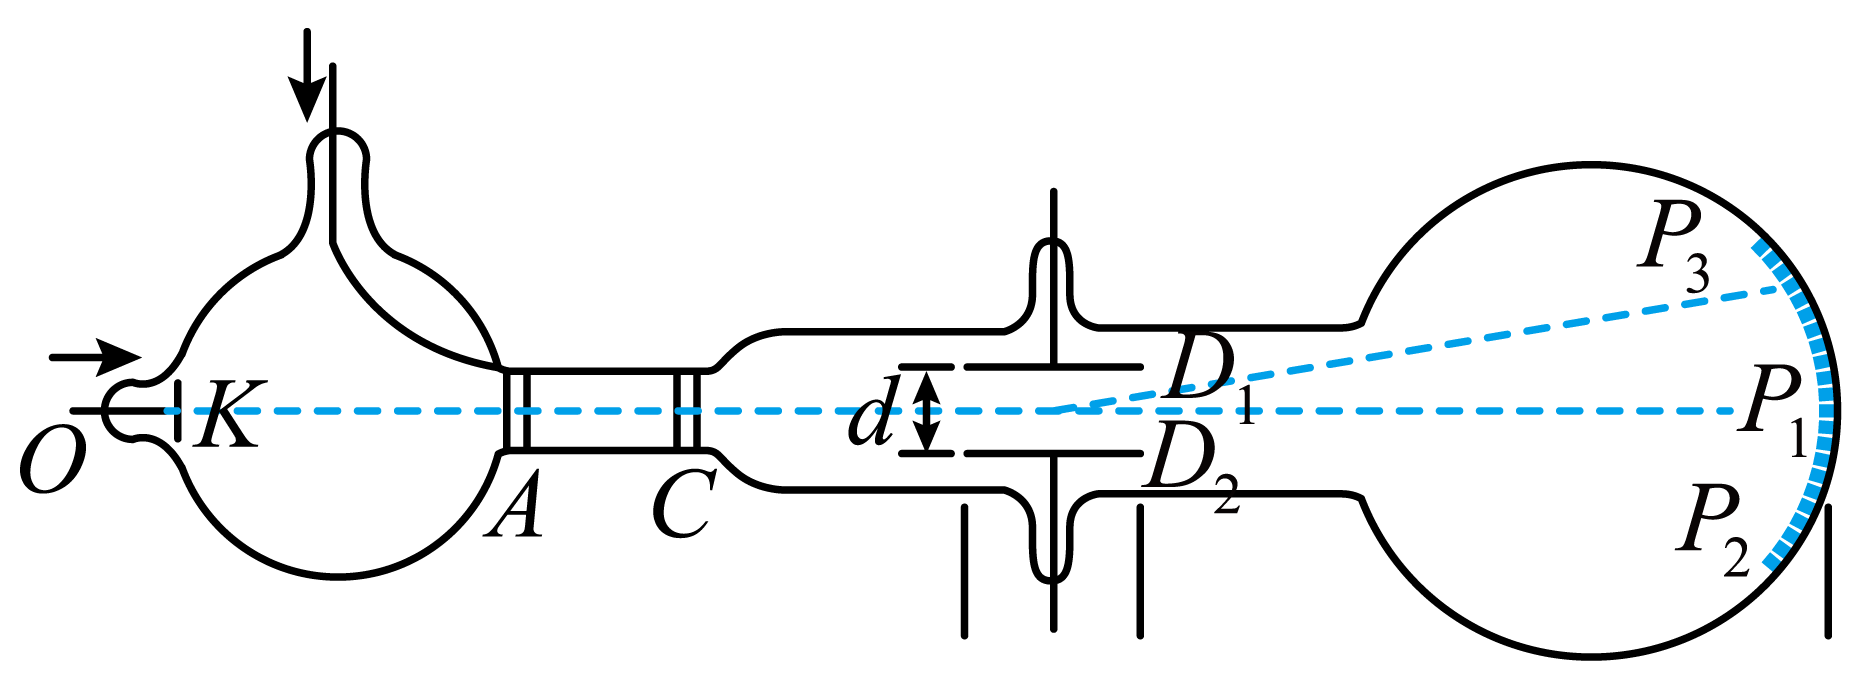 P₃
D₁
K
d
P₁
O
A
C
D₂
P₂